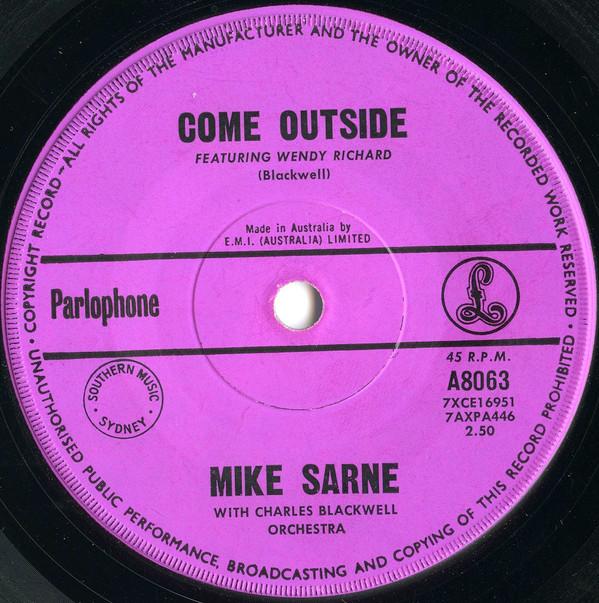 COPYRIGHT RECORD—ALL RIGHTS OF THE MANUFACTURER AND THE OWNER OF THE RECORDED WORK RESERVED •
UNAUTHORISED PUBLIC PERFORMANCE, BROADCASTING AND COPYING OF THIS RECORD PROHIBITED •
COME OUTSIDE
FEATURING WENDY RICHARD
(Blackwell)
Made in Australia by
E.M.I. (AUSTRALIA) LIMITED
Parlophone
£
SOUTHERN MUSIC
• SYDNEY •
45 R.P.M.
A8063
7XCE16951
7AXPA446
2.50
MIKE SARNE
WITH CHARLES BLACKWELL
ORCHESTRA